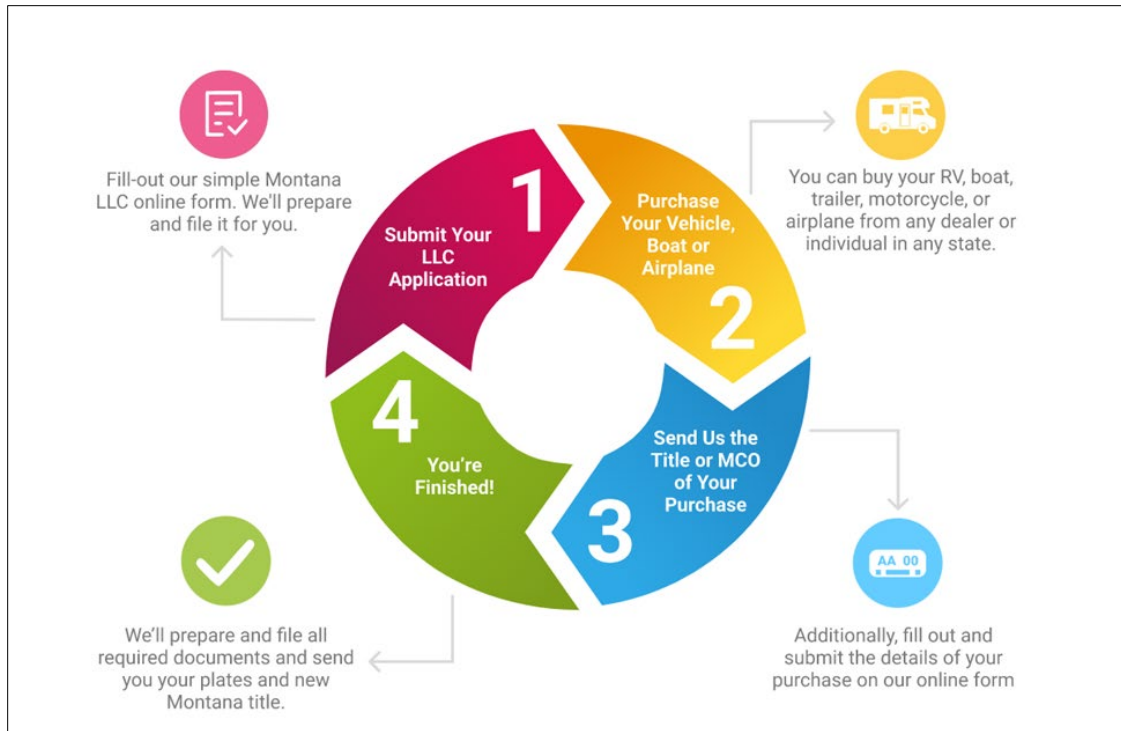 Fill-out our simple Montana
LLC online form. We'll prepare
and file it for you.
1
Submit Your
LLC
Application
Purchase
Your Vehicle,
Boat or
Airplane
2
You can buy your RV, boat,
trailer, motorcycle, or
airplane from any dealer or
individual in any state.
Send Us the
Title or MCO
of Your
Purchase
3
AA 00
Additionally, fill out and
submit the details of your
purchase on our online form
4
You're
Finished!
We'll prepare and file all
required documents and send
you your plates and new
Montana title.